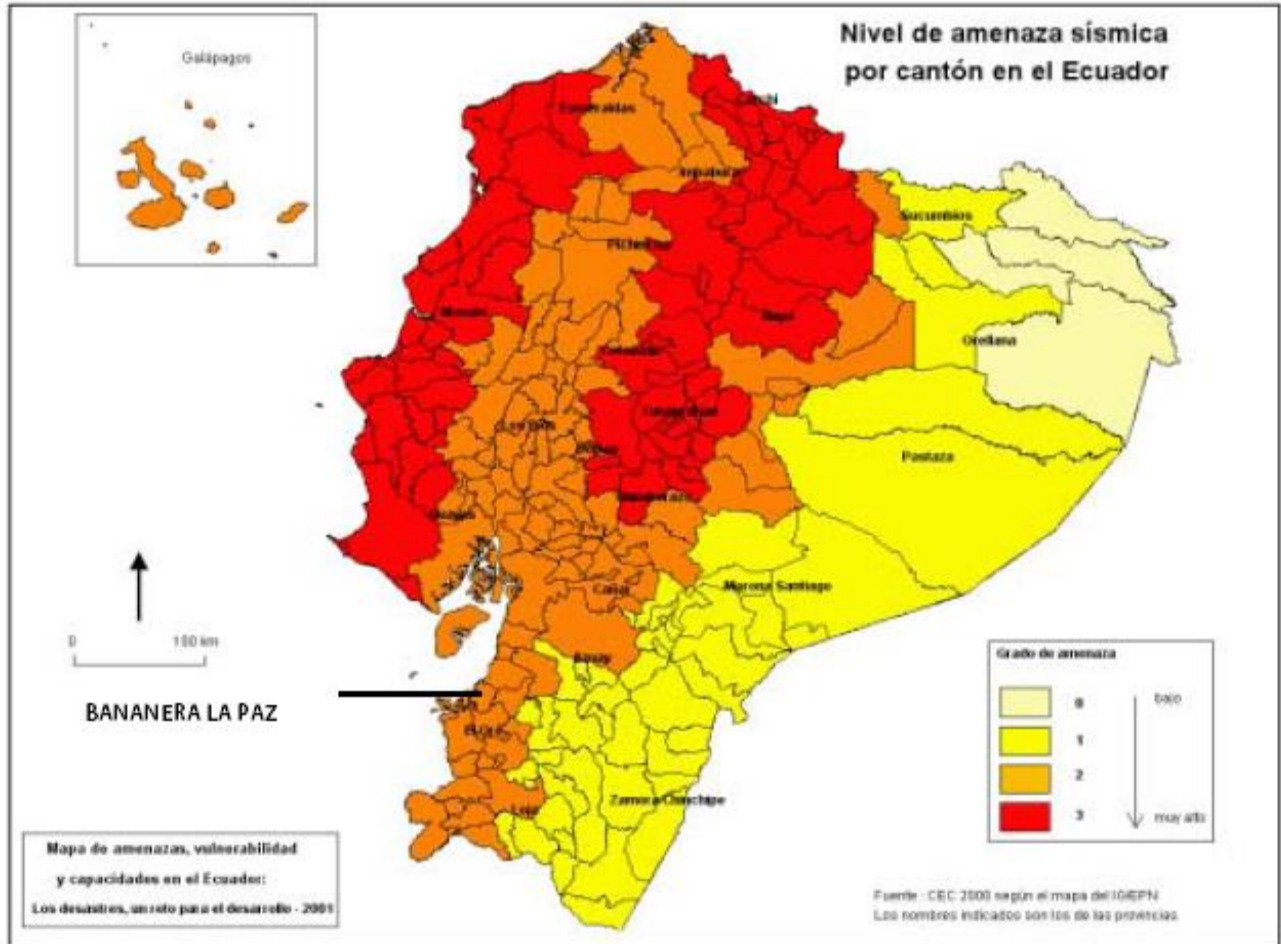 Galápagos
Nivel de amenaza sísmica
por cantón en el Ecuador
Esmeraldas
Imbabura
Sucumbíos
Pichincha
Manabí
Napo
Orellana
Cotopaxi
Tungurahua
Los Ríos
Bolívar
Pastaza
Chimborazo
Guayas
Morona Santiago
Cañar
0 100 km
Azuay
BANANERA LA PAZ
El Oro
Loja
Zamora Chinchipe
Grado de amenaza
0 bajo
1
2
3 muy alto
Mapa de amenazas, vulnerabilidad
y capacidades en el Ecuador:
Los desastres, un reto para el desarrollo - 2001
Fuente : CEC 2000 según el mapa del IG/EPN
Los nombres indicados son los de las provincias